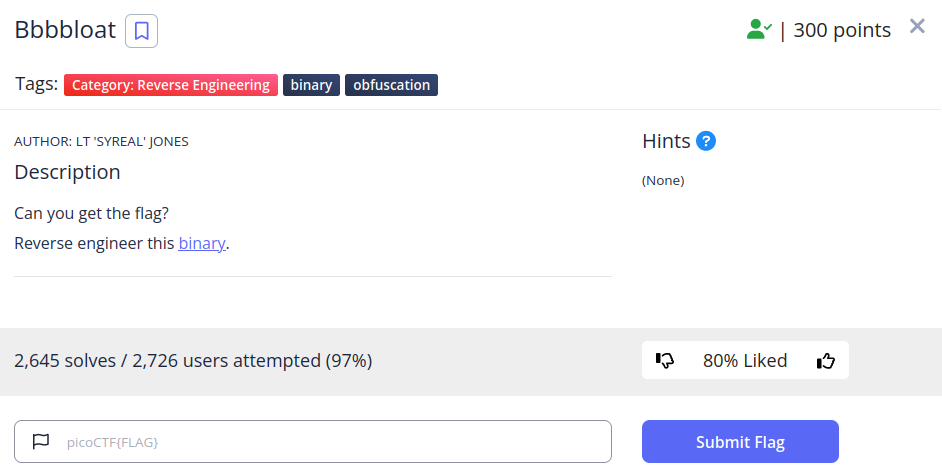 Bbbbloat
| 300 points
Tags: Category: Reverse Engineering binary obfuscation
AUTHOR: LT 'SYREAL' JONES
Hints ?
Description
(None)
Can you get the flag?
Reverse engineer this binary.
2,645 solves / 2,726 users attempted (97%)
80% Liked
picoCTF{FLAG}
Submit Flag